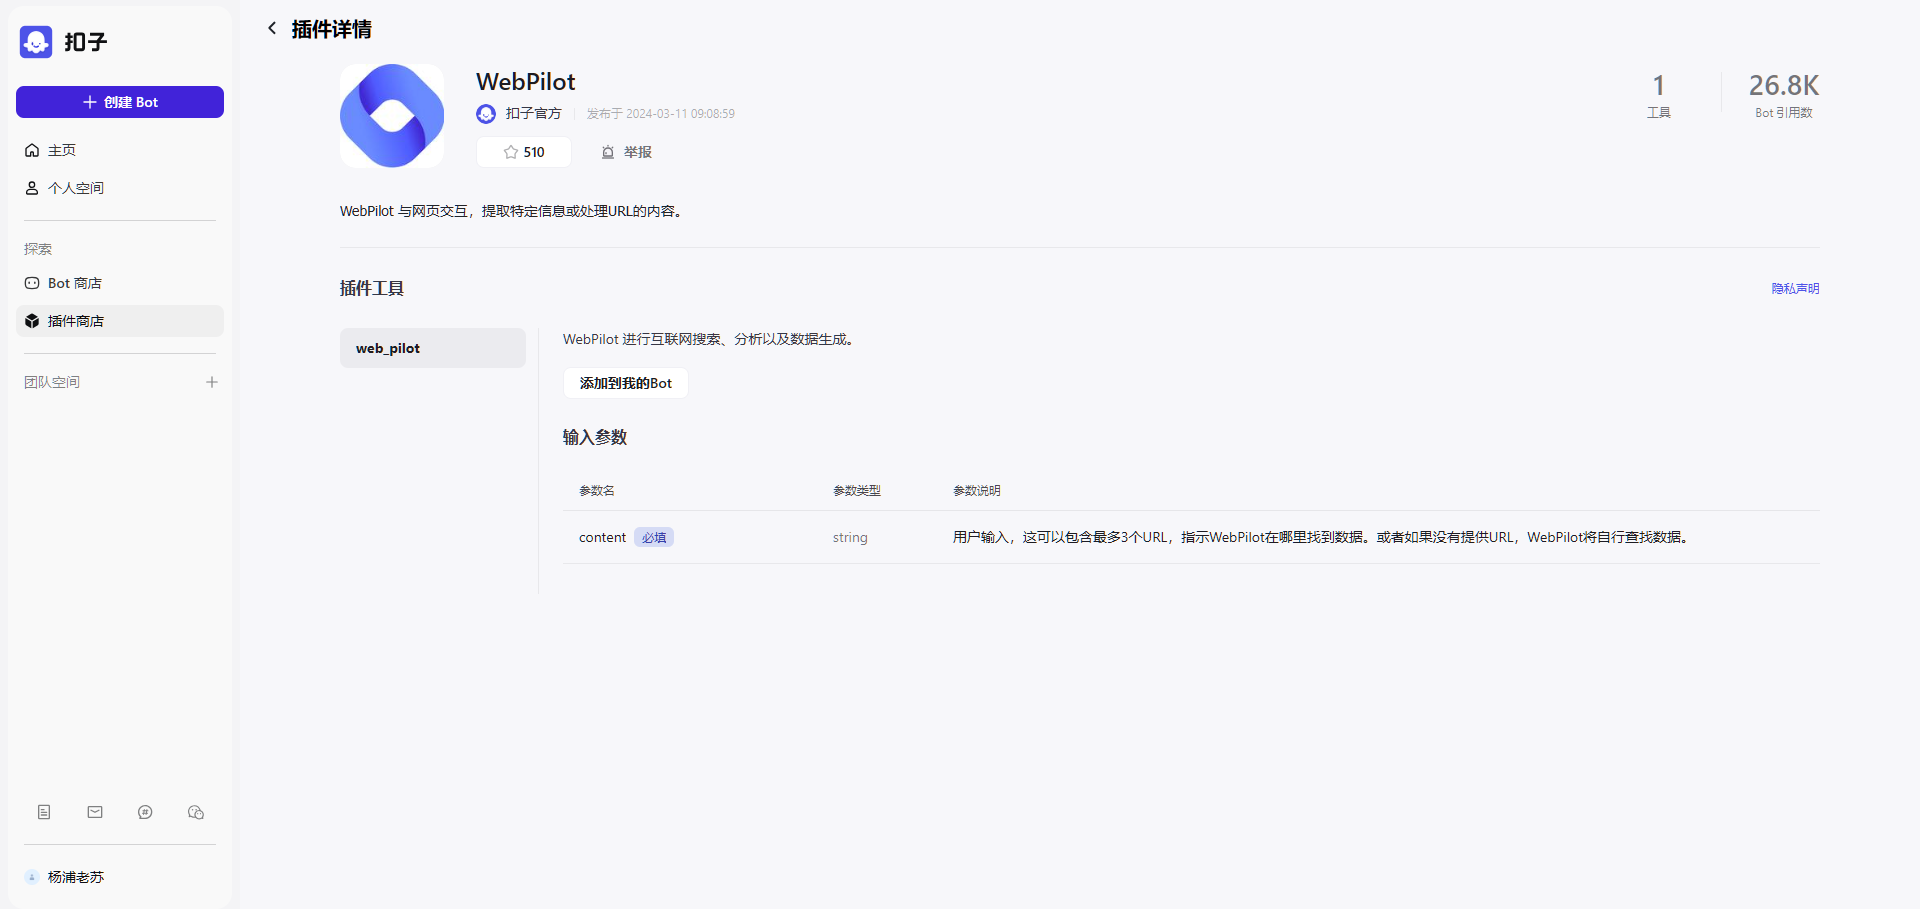 扣子
创建 Bot
主页
个人空间
探索
Bot 商店
插件商店
团队空间
杨浦老苏
插件详情
WebPilot
扣子官方 发布于 2024-03-11 09:08:59
510 举报
1
工具
26.8K
Bot 引用数
WebPilot 与网页交互，提取特定信息或处理URL的内容。
插件工具
隐私声明
web_pilot
WebPilot 进行互联网搜索、分析以及数据生成。
添加到我的Bot
输入参数
参数名 参数类型 参数说明
content 必填 string 用户输入，这可以包含最多3个URL，指示WebPilot在哪里找到数据。或者如果没有提供URL，WebPilot将自行查找数据。